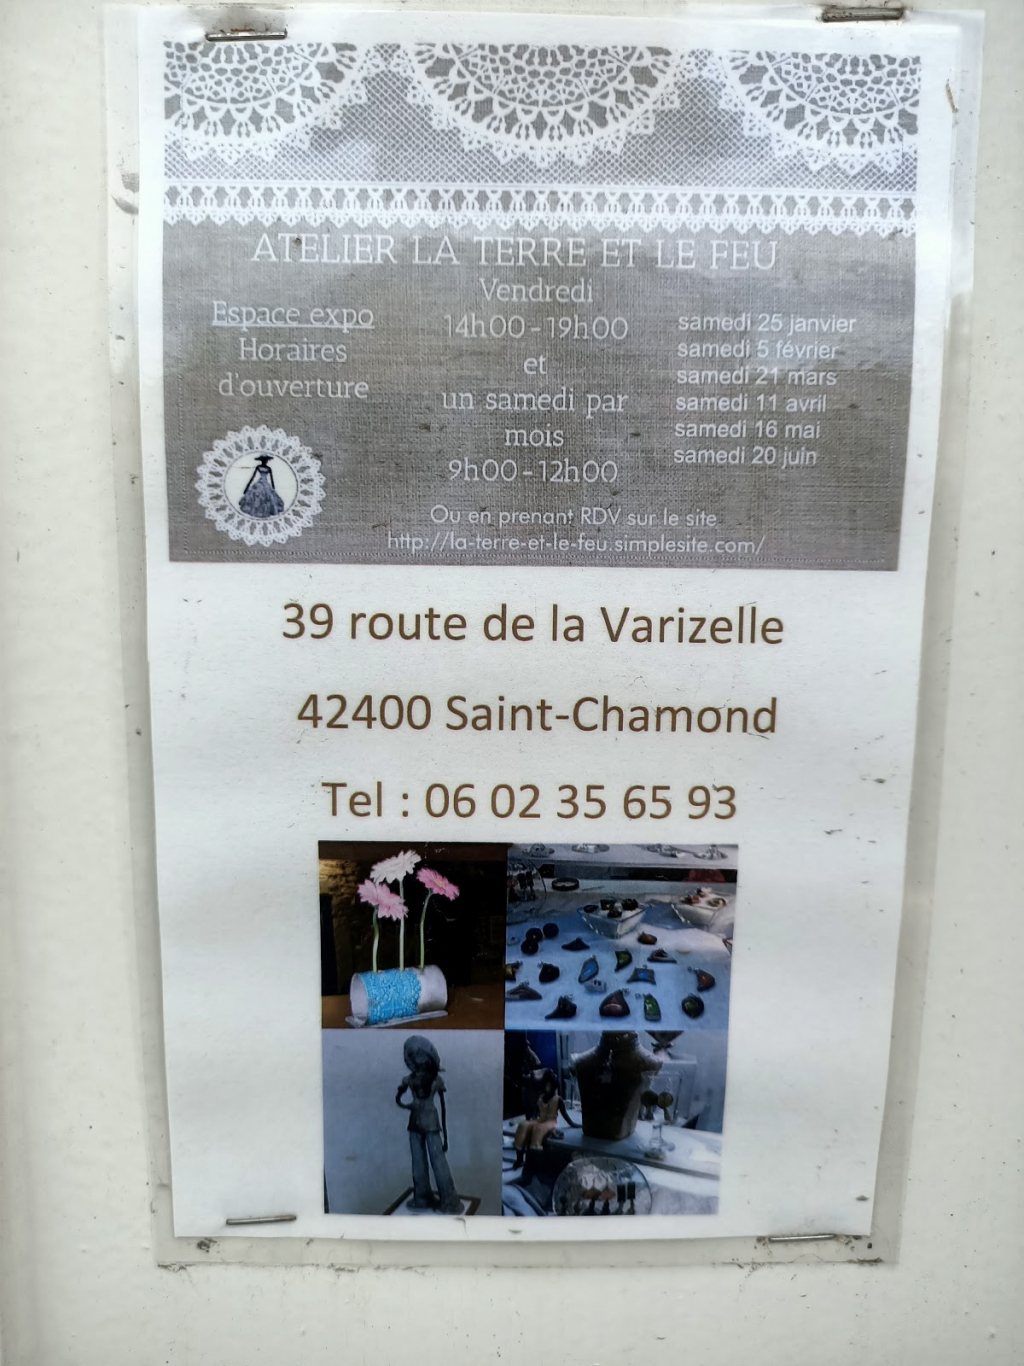 ATELIER LA TERRE ET LE FEU
Espace expo
Horaires
d'ouverture
Vendredi
14h00-19h00
et
un samedi par
mois
9h00-12h00
samedi 25 janvier
samedi 5 février
samedi 21 mars
samedi 11 avril
samedi 16 mai
samedi 20 juin
Ou en prenant RDV sur le site
http://la-terre-et-le-feu.simplesite.com/
39 route de la Varizelle
42400 Saint-Chamond
Tel : 06 02 35 65 93